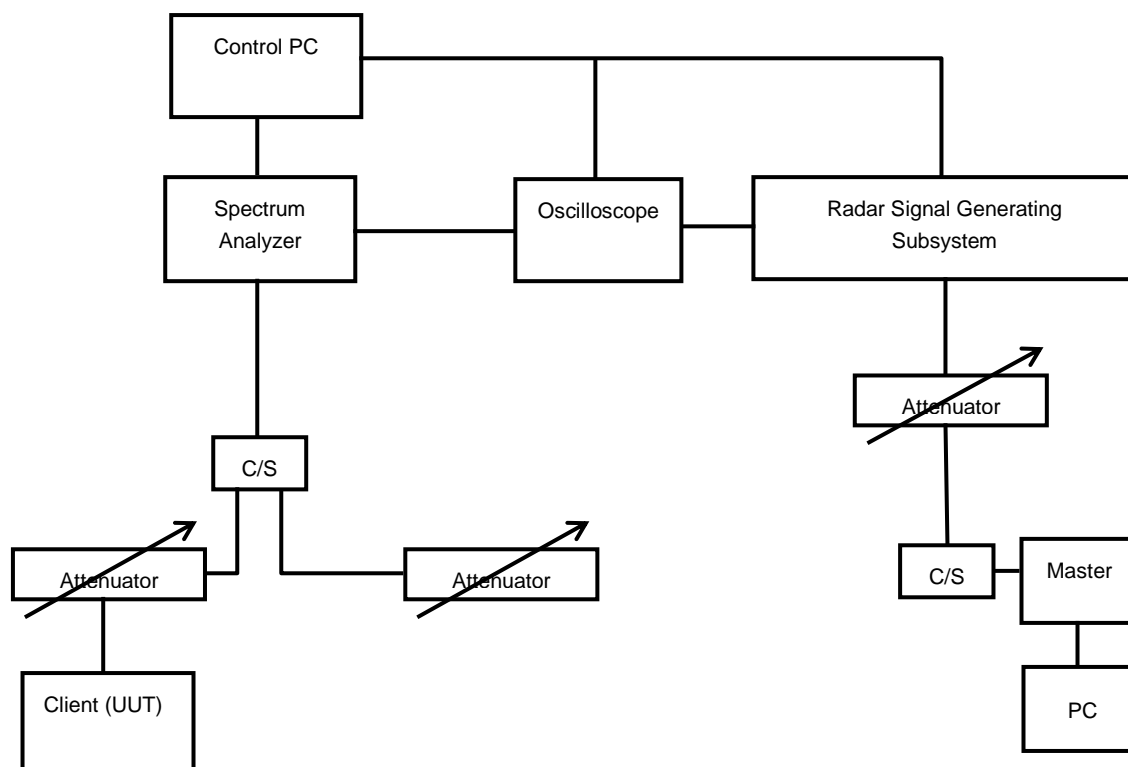 Control PC
Spectrum
Analyzer
Oscilloscope
Radar Signal Generating
Subsystem
Attenuator
C/S
Attenuator
Attenuator
C/S
Master
Client (UUT)
PC